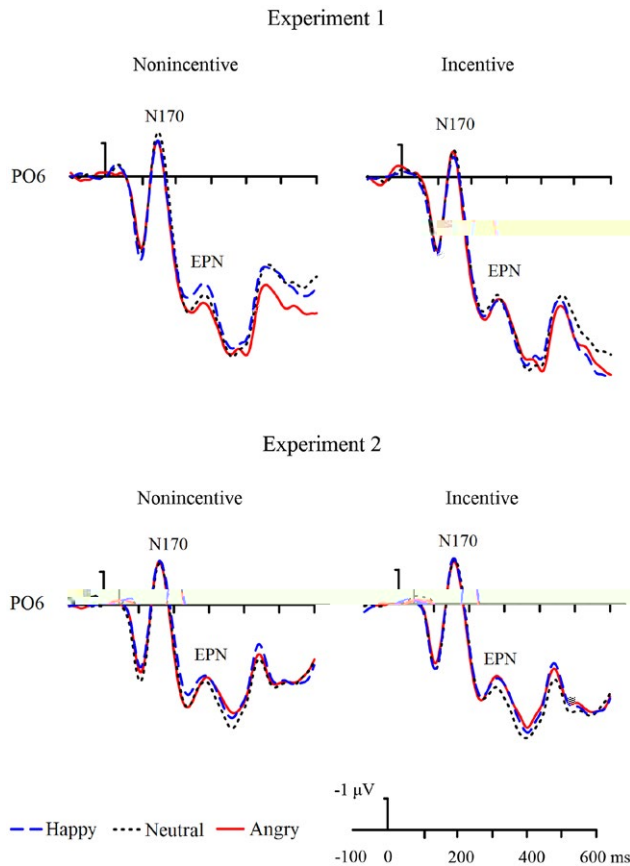 Experiment 1
Nonincentive Incentive
N170 N170
PO6
EPN EPN
Experiment 2
Nonincentive Incentive
N170 N170
PO6
EPN EPN
-1 µV
Happy Neutral Angry
-100 0 200 400 600 ms